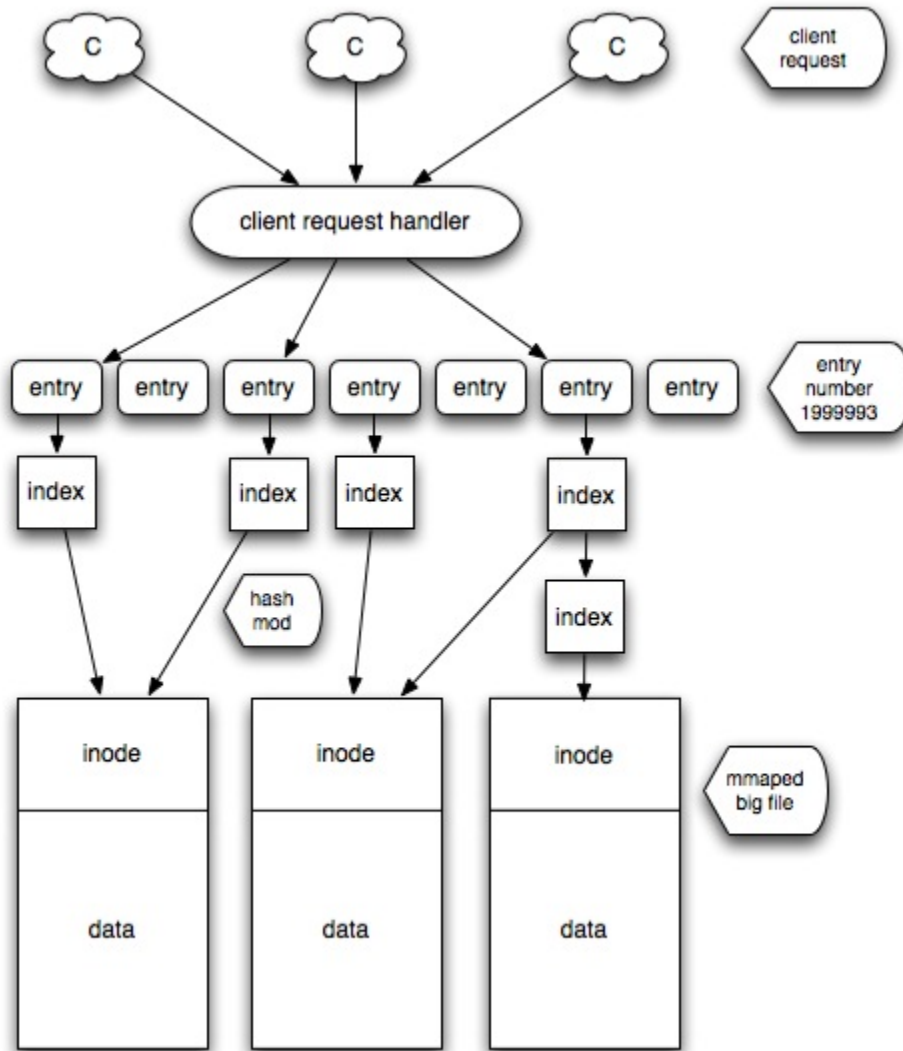 C
C
C
client
request
client request handler
entry
entry
entry
entry
entry
entry
entry
entry
number
1999993
index
index
index
index
hash
mod
index
inode
inode
inode
mmaped
big file
data
data
data